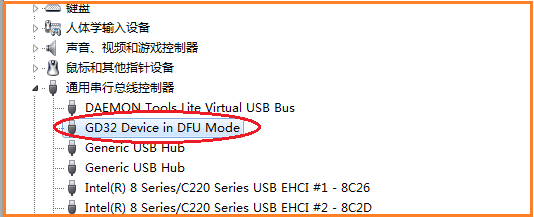 键盘
人体学输入设备
声音、视频和游戏控制器
鼠标和其他指针设备
通用串行总线控制器
DAEMON Tools Lite Virtual USB Bus
GD32 Device in DFU Mode
Generic USB Hub
Generic USB Hub
Intel(R) 8 Series/C220 Series USB EHCI #1 - 8C26
Intel(R) 8 Series/C220 Series USB EHCI #2 - 8C2D